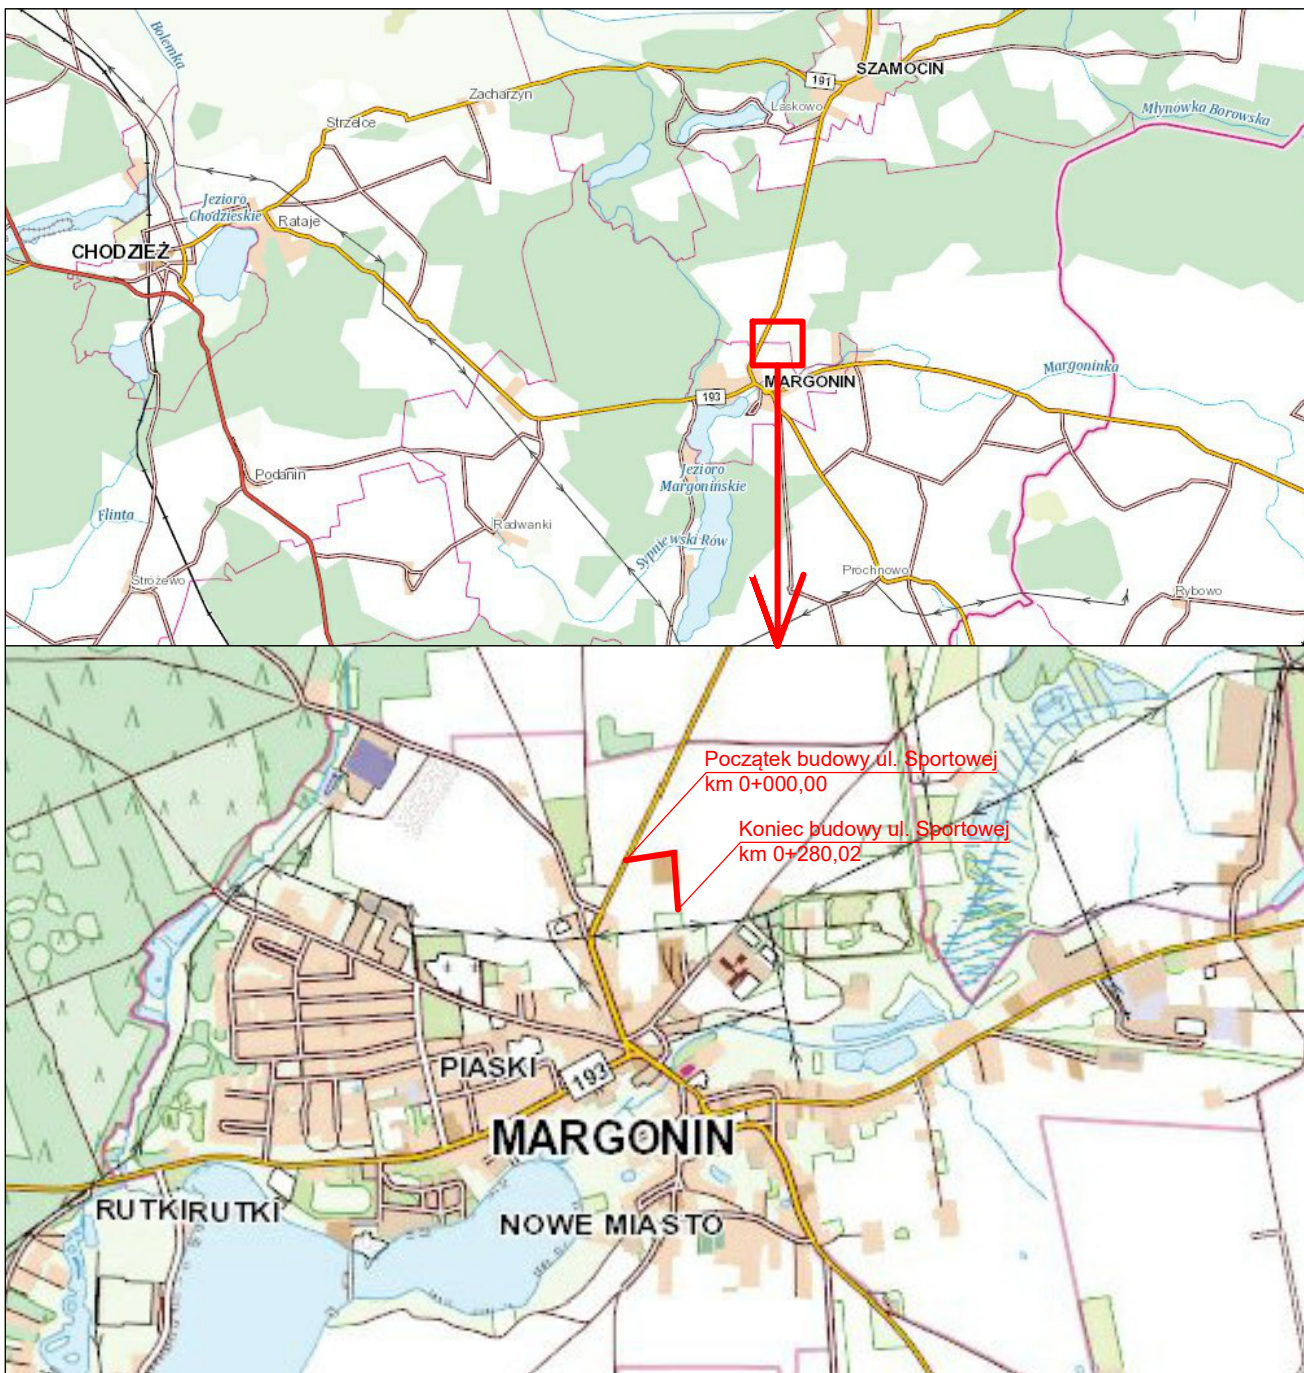 Bolemka
SZAMOCIN
191
Zacharzyn
Laskowo
Młynówka Borowska
Strzelce
Jezioro
Chodzieskie
Rataje
CHODZIEŻ
MARGONIN
Margoninka
193
Jezioro
Margonińskie
Podanin
Flinta
Radwanki
Sypniewski Rów
Prochnowo
Strożewo
Rybowo
Początek budowy ul. Sportowej
km 0+000,00
Koniec budowy ul. Sportowej
km 0+280,02
PIASKI
193
MARGONIN
RUTKIRUTKI
NOWE MIASTO